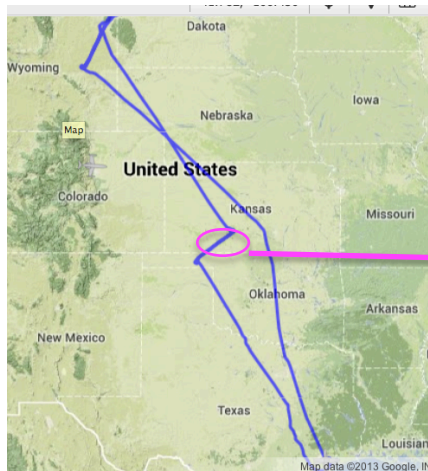 Dakota
Wyoming
Iowa
Nebraska
Map
United States
Colorado
Kansas
Missouri
Oklahoma
Arkansas
New Mexico
Texas
Louisian
Map data ©2013 Google, IN